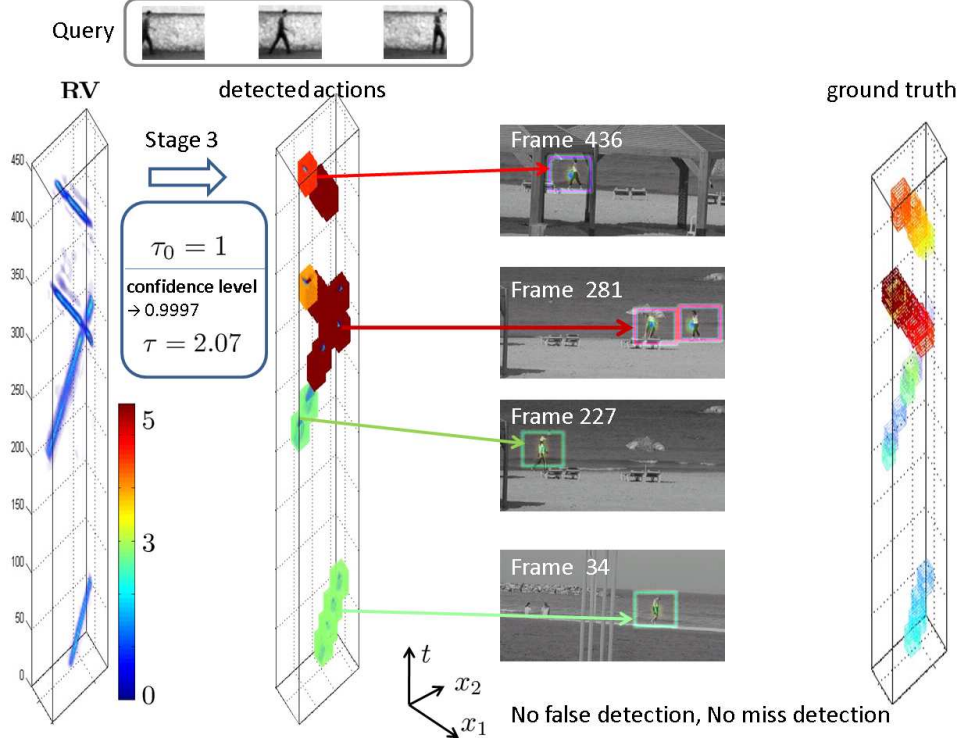 Query
RV
detected actions
ground truth
Stage 3
τ₀ = 1
confidence level
→ 0.9997
τ = 2.07
450
400
350
300
250
200
150
100
50
0
5
3
0
Frame 436
Frame 281
Frame 227
Frame 34
t
x₂
x₁
No false detection, No miss detection